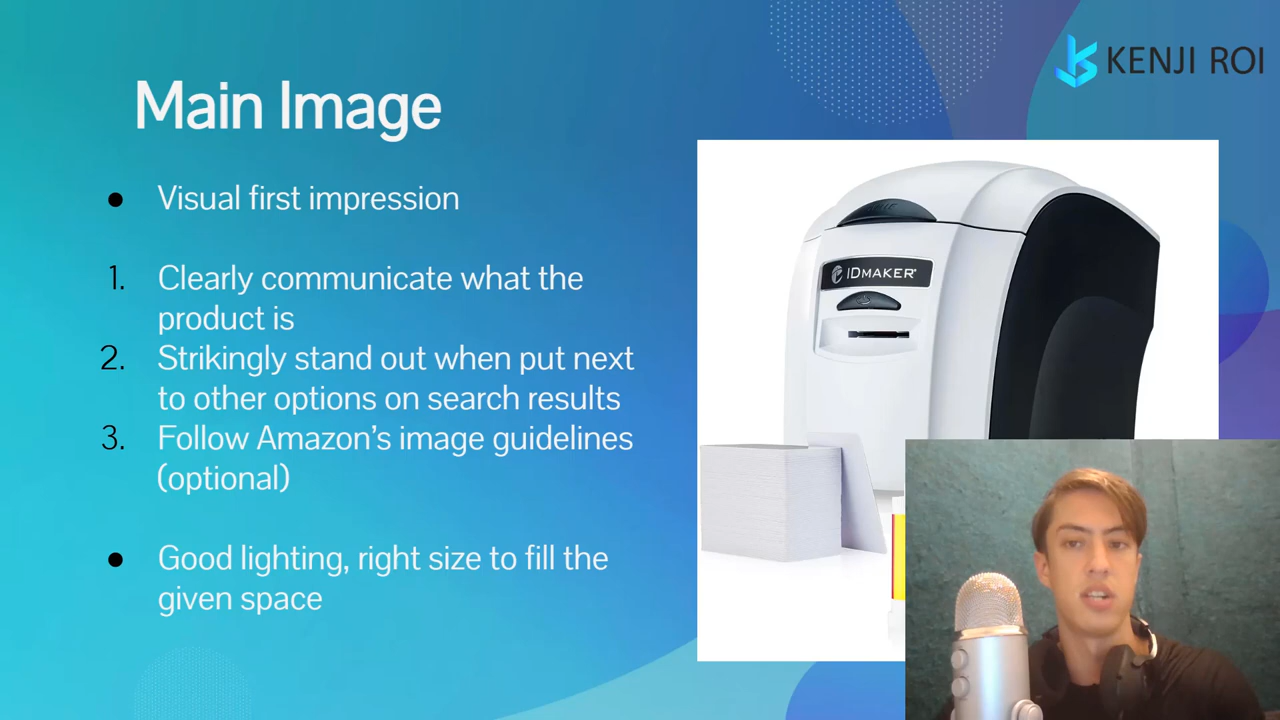 KENJI ROI
Main Image
● Visual first impression
1. Clearly communicate what the
product is
2. Strikingly stand out when put next
to other options on search results
3. Follow Amazon’s image guidelines
(optional)
● Good lighting, right size to fill the
given space
IDMAKER®